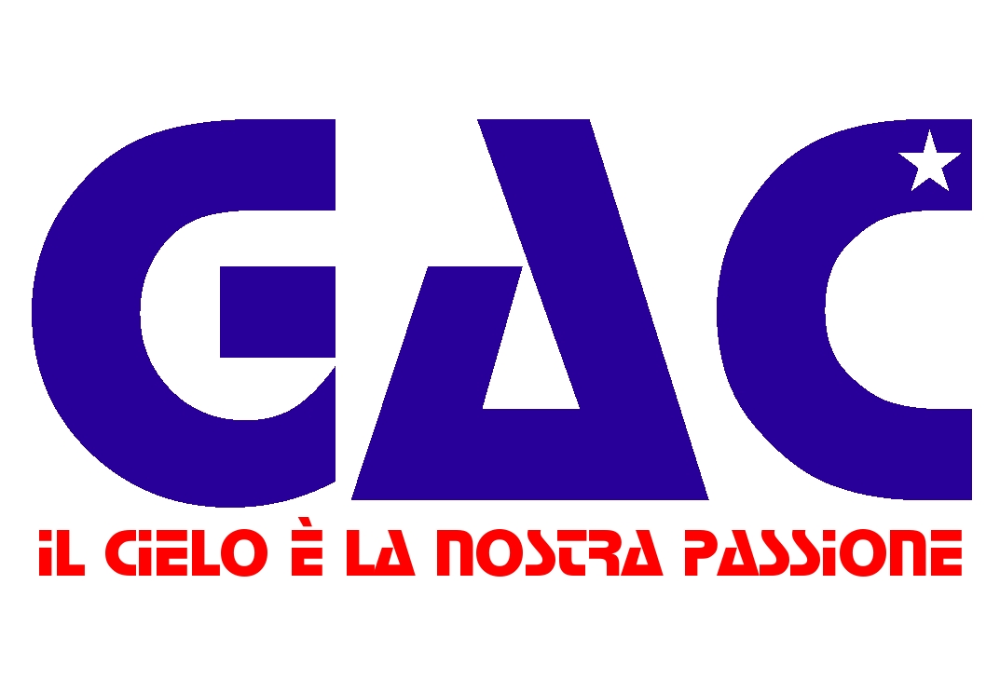 GAC
iL CiELO È LA NOSTRA PASSiONE